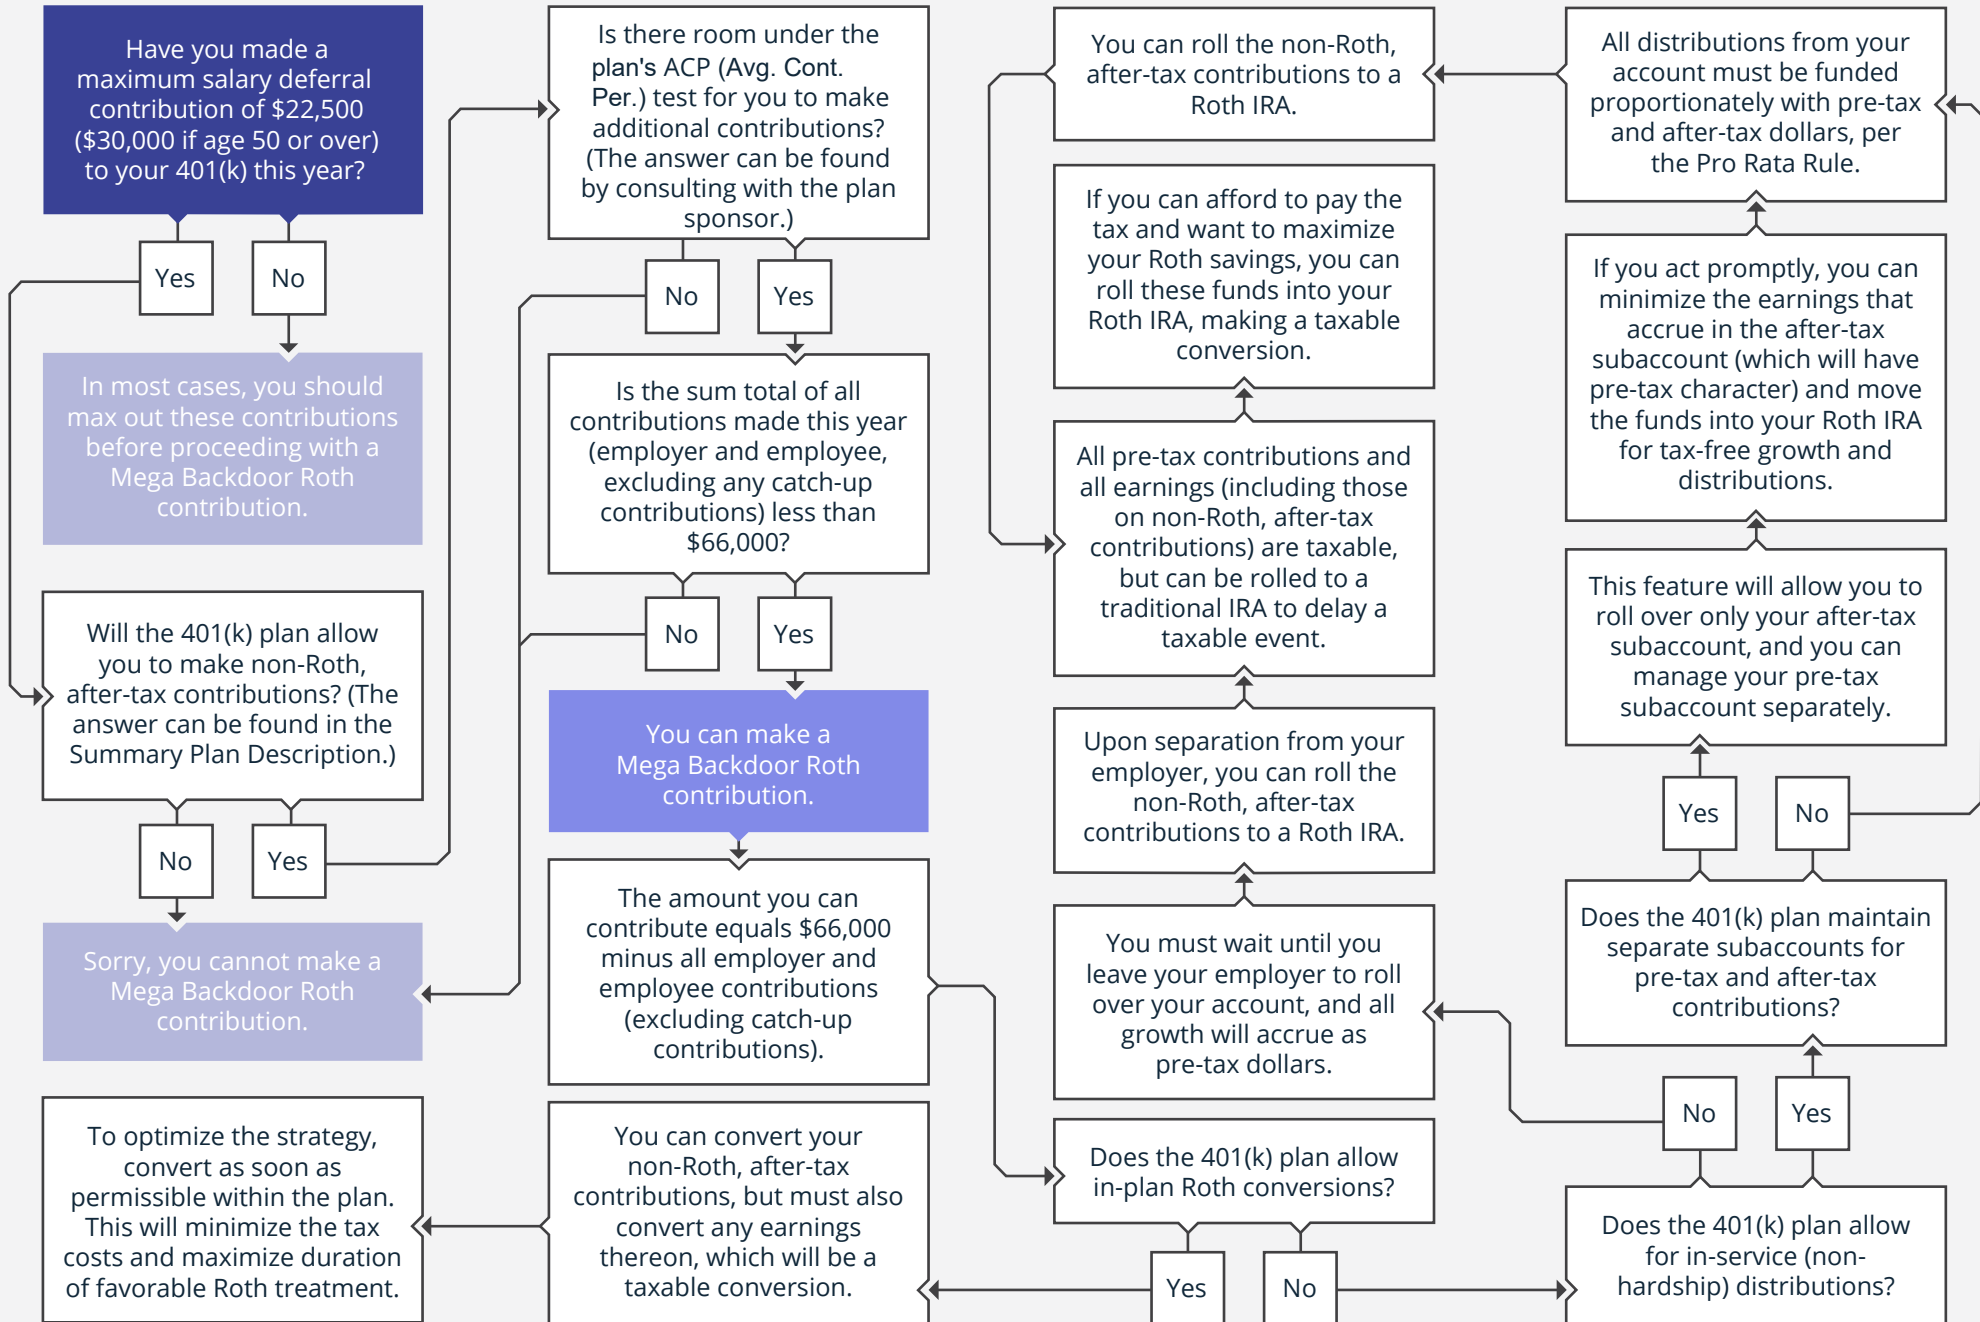 Have you made a
maximum salary deferral
contribution of $22,500
($30,000 if age 50 or over)
to your 401(k) this year?
Yes
No
In most cases, you should
max out these contributions
before proceeding with a
Mega Backdoor Roth
contribution.
Will the 401(k) plan allow
you to make non-Roth,
after-tax contributions? (The
answer can be found in the
Summary Plan Description.)
No
Yes
Sorry, you cannot make a
Mega Backdoor Roth
contribution.
Is there room under the
plan's ACP (Avg. Cont.
Per.) test for you to make
additional contributions?
(The answer can be found
by consulting with the plan
sponsor.)
No
Yes
Is the sum total of all
contributions made this year
(employer and employee,
excluding any catch-up
contributions) less than
$66,000?
No
Yes
You can make a
Mega Backdoor Roth
contribution.
The amount you can
contribute equals $66,000
minus all employer and
employee contributions
(excluding catch-up
contributions).
Does the 401(k) plan allow
in-plan Roth conversions?
Yes
No
You can convert your
non-Roth, after-tax
contributions, but must also
convert any earnings
thereon, which will be a
taxable conversion.
To optimize the strategy,
convert as soon as
permissible within the plan.
This will minimize the tax
costs and maximize duration
of favorable Roth treatment.
Does the 401(k) plan allow
for in-service (non-
hardship) distributions?
No
Yes
You must wait until you
leave your employer to roll
over your account, and all
growth will accrue as
pre-tax dollars.
Upon separation from your
employer, you can roll the
non-Roth, after-tax
contributions to a Roth IRA.
Does the 401(k) plan maintain
separate subaccounts for
pre-tax and after-tax
contributions?
Yes
No
This feature will allow you to
roll over only your after-tax
subaccount, and you can
manage your pre-tax
subaccount separately.
If you act promptly, you can
minimize the earnings that
accrue in the after-tax
subaccount (which will have
pre-tax character) and move
the funds into your Roth IRA
for tax-free growth and
distributions.
All distributions from your
account must be funded
proportionately with pre-tax
and after-tax dollars, per
the Pro Rata Rule.
You can roll the non-Roth,
after-tax contributions to a
Roth IRA.
All pre-tax contributions and
all earnings (including those
on non-Roth, after-tax
contributions) are taxable,
but can be rolled to a
traditional IRA to delay a
taxable event.
If you can afford to pay the
tax and want to maximize
your Roth savings, you can
roll these funds into your
Roth IRA, making a taxable
conversion.